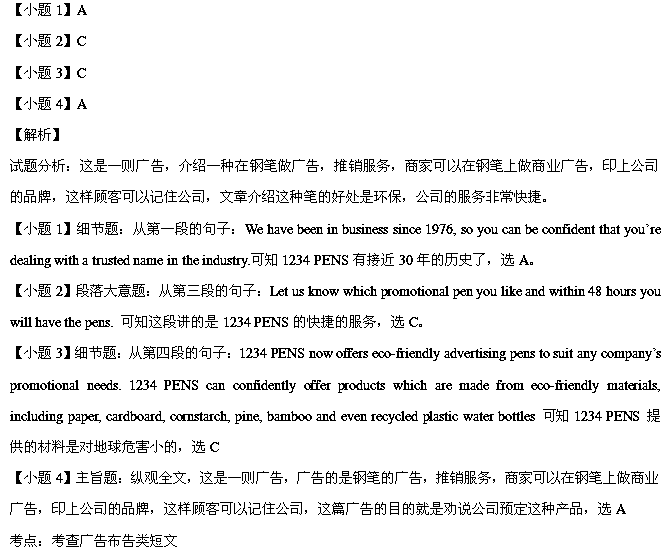 【小题 1】A
【小题 2】C
【小题 3】C
【小题 4】A
【解析】
试题分析：这是一则广告，介绍一种在钢笔做广告，推销服务，商家可以在钢笔上做商业广告，印上公司
的品牌，这样顾客可以记住公司，文章介绍这种笔的好处是环保，公司的服务非常快捷。
【小题 1】细节题：从第一段的句子：We have been in business since 1976, so you can be confident that you’re
dealing with a trusted name in the industry.可知 1234 PENS 有接近 30 年的历史了，选 A。
【小题 2】段落大意题：从第三段的句子：Let us know which promotional pen you like and within 48 hours you
will have the pens. 可知这段讲的是 1234 PENS 的快捷的服务，选 C。
【小题 3】细节题：从第四段的句子：1234 PENS now offers eco-friendly advertising pens to suit any company’s
promotional needs. 1234 PENS can confidently offer products which are made from eco-friendly materials,
including paper, cardboard, cornstarch, pine, bamboo and even recycled plastic water bottles 可知 1234 PENS 提
供的材料是对地球危害小的，选 C
【小题 4】主旨题：纵观全文，这是一则广告，广告的是钢笔的广告，推销服务，商家可以在钢笔上做商业
广告，印上公司的品牌，这样顾客可以记住公司，这篇广告的目的就是劝说公司预定这种产品，选 A
考点：考查广告布告类短文